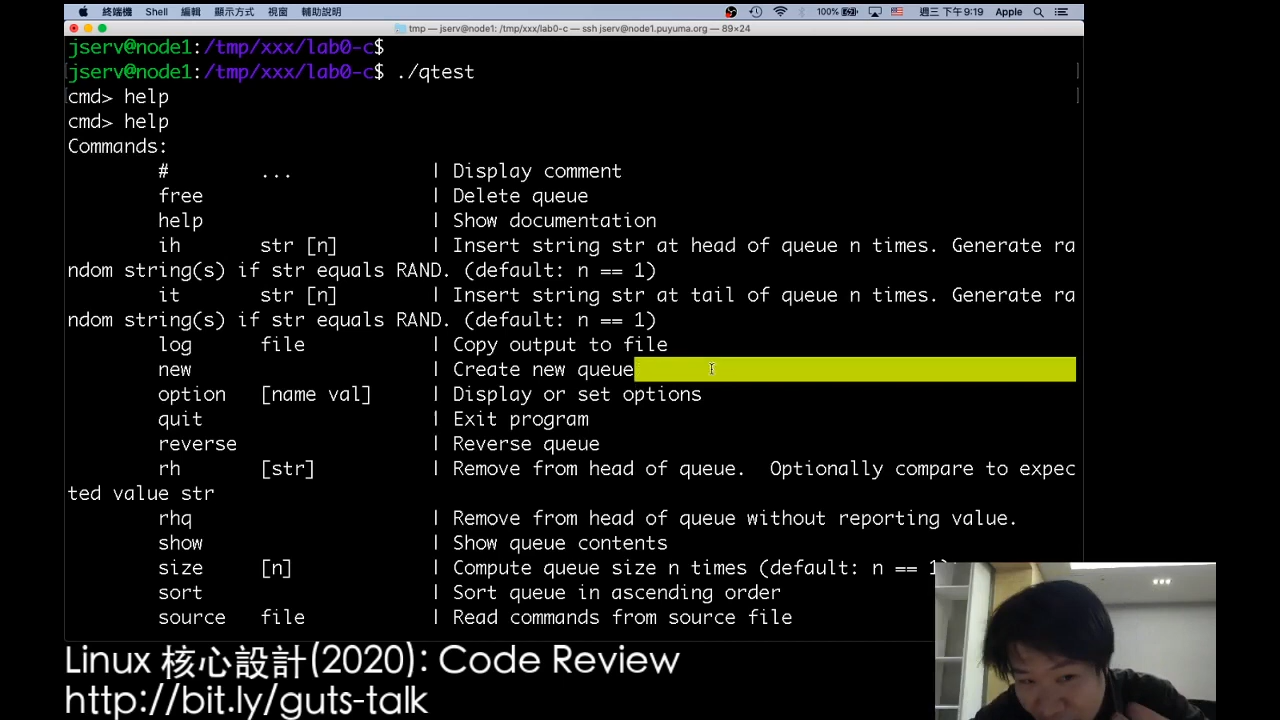 終端機 Shell 編輯 顯示方式 視窗 輔助說明 100% 週三 下午9:19 Apple
tmp — jserv@node1: /tmp/xxx/lab0-c — ssh jserv@node1.puyuma.org — 89×24
jserv@node1:/tmp/xxx/lab0-c$
jserv@node1:/tmp/xxx/lab0-c$ ./qtest
cmd> help
cmd> help
Commands:
# ... | Display comment
free | Delete queue
help | Show documentation
ih str [n] | Insert string str at head of queue n times. Generate ra
ndom string(s) if str equals RAND. (default: n == 1)
it str [n] | Insert string str at tail of queue n times. Generate ra
ndom string(s) if str equals RAND. (default: n == 1)
log file | Copy output to file
new | Create new queue
option [name val] | Display or set options
quit | Exit program
reverse | Reverse queue
rh [str] | Remove from head of queue.  Optionally compare to expec
ted value str
rhq | Remove from head of queue without reporting value.
show | Show queue contents
size [n] | Compute queue size n times (default: n == 1)
sort | Sort queue in ascending order
source file | Read commands from source file
Linux 核心設計(2020): Code Review
http://bit.ly/guts-talk